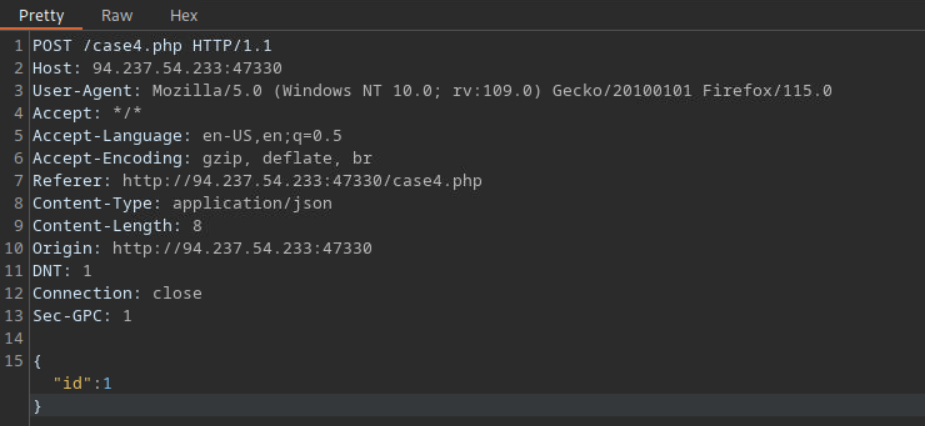 Pretty Raw Hex
1 POST /case4.php HTTP/1.1
2 Host: 94.237.54.233:47330
3 User-Agent: Mozilla/5.0 (Windows NT 10.0; rv:109.0) Gecko/20100101 Firefox/115.0
4 Accept: */*
5 Accept-Language: en-US,en;q=0.5
6 Accept-Encoding: gzip, deflate, br
7 Referer: http://94.237.54.233:47330/case4.php
8 Content-Type: application/json
9 Content-Length: 8
10 Origin: http://94.237.54.233:47330
11 DNT: 1
12 Connection: close
13 Sec-GPC: 1
14
15 {
"id":1
}